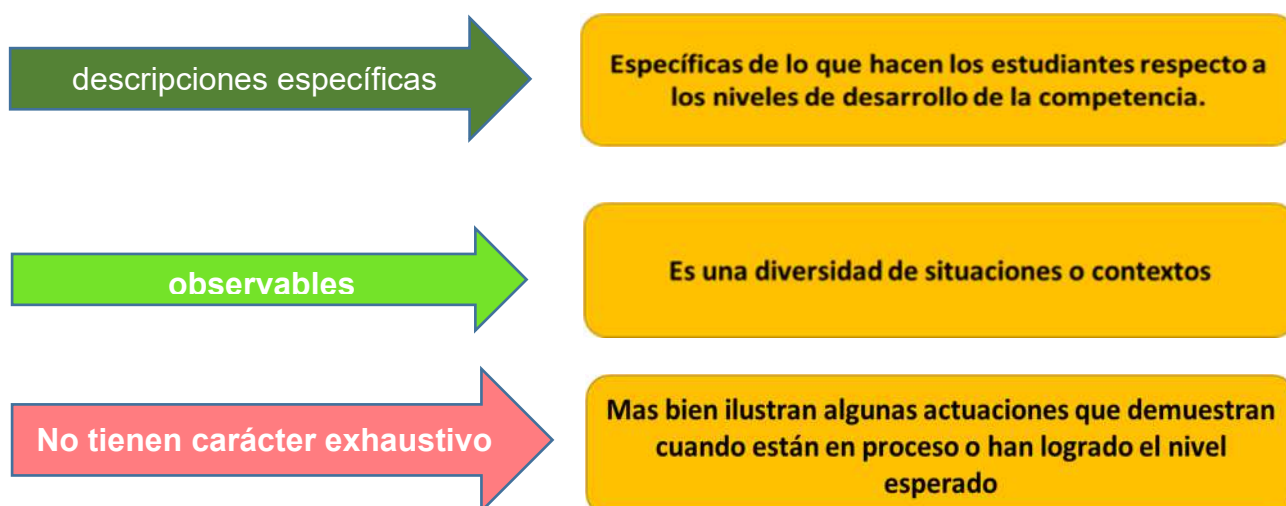 descripciones específicas
Específicas de lo que hacen los estudiantes respecto a
los niveles de desarrollo de la competencia.
observables
Es una diversidad de situaciones o contextos
No tienen carácter exhaustivo
Mas bien ilustran algunas actuaciones que demuestran
cuando están en proceso o han logrado el nivel
esperado